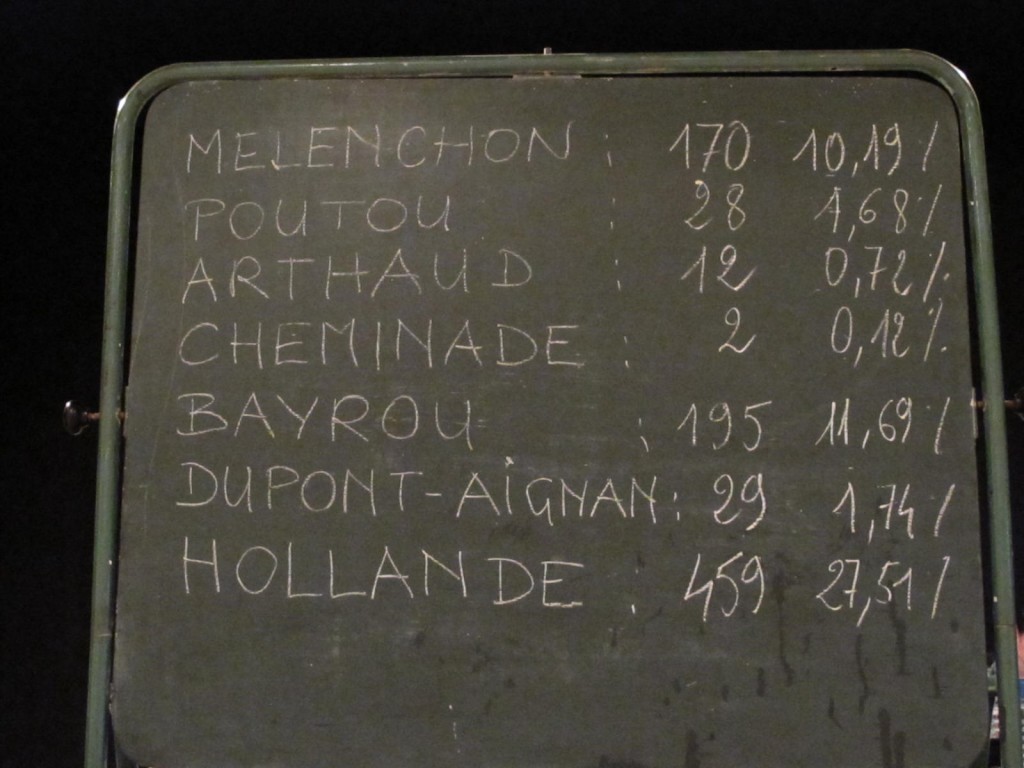 MELENCHON : 170 10,19%
POUTOU : 28 1,68%
ARTHAUD : 12 0,72%
CHEMINADE : 2 0,12%
BAYROU : 195 11,69%
DUPONT-AiGNAN : 29 1,74%
HOLLANDE : 459 27,51%